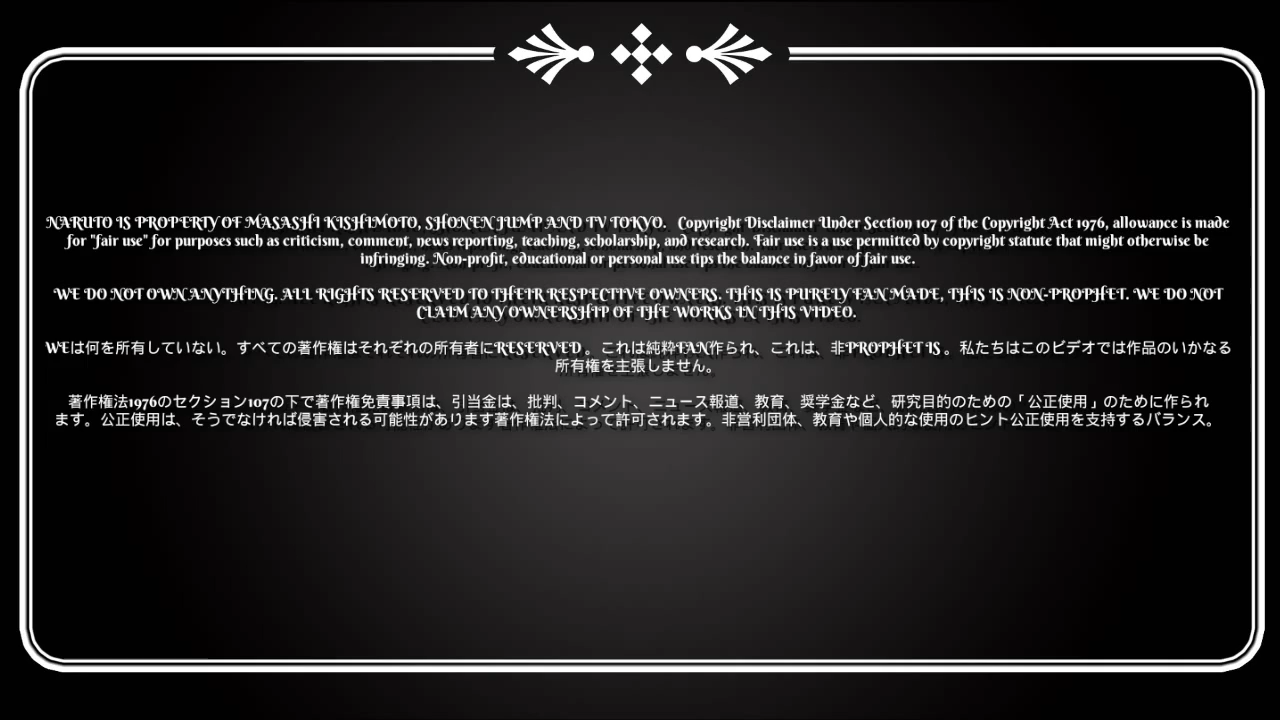 NARUTO IS PROPERTY OF MASASHI KISHIMOTO, SHONEN JUMP AND TV TOKYO. Copyright Disclaimer Under Section 107 of the Copyright Act 1976, allowance is made
for "fair use" for purposes such as criticism, comment, news reporting, teaching, scholarship, and research. Fair use is a use permitted by copyright statute that might otherwise be
infringing. Non-profit, educational or personal use tips the balance in favor of fair use.
WE DO NOT OWN ANYTHING. ALL RIGHTS RESERVED TO THEIR RESPECTIVE OWNERS. THIS IS PURELY FAN MADE, THIS IS NON-PROPHET. WE DO NOT
CLAIM ANY OWNERSHIP OF THE WORKS IN THIS VIDEO.
WEは何を所有していない。すべての著作権はそれぞれの所有者にRESERVED。これは純粋FAN作られ、これは、非PROPHET IS。私たちはこのビデオでは作品のいかなる
所有権を主張しません。
著作権法1976のセクション107の下で著作権免責事項は、引当金は、批判、コメント、ニュース報道、教育、奨学金など、研究目的のための「公正使用」のために作られ
ます。公正使用は、そうでなければ侵害される可能性があります著作権法によって許可されます。非営利団体、教育や個人的な使用のヒント公正使用を支持するバランス。